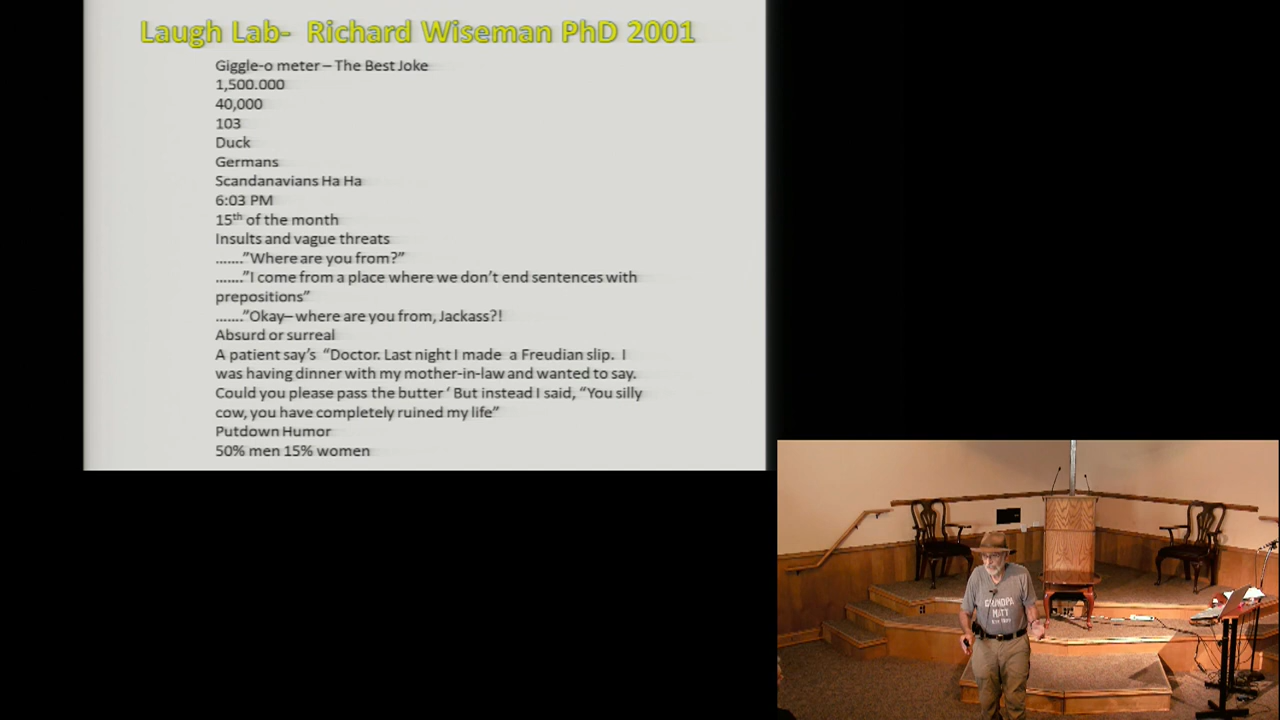 Laugh Lab- Richard Wiseman PhD 2001
Giggle-o meter – The Best Joke
1,500.000
40,000
103
Duck
Germans
Scandanavians Ha Ha
6:03 PM
15th of the month
Insults and vague threats
.......”Where are you from?”
.......”I come from a place where we don’t end sentences with
prepositions”
.......”Okay– where are you from, Jackass?!
Absurd or surreal
A patient say’s “Doctor. Last night I made a Freudian slip. I
was having dinner with my mother-in-law and wanted to say.
Could you please pass the butter ‘ But instead I said, “You silly
cow, you have completely ruined my life”
Putdown Humor
50% men 15% women
GRANDPA
MATT